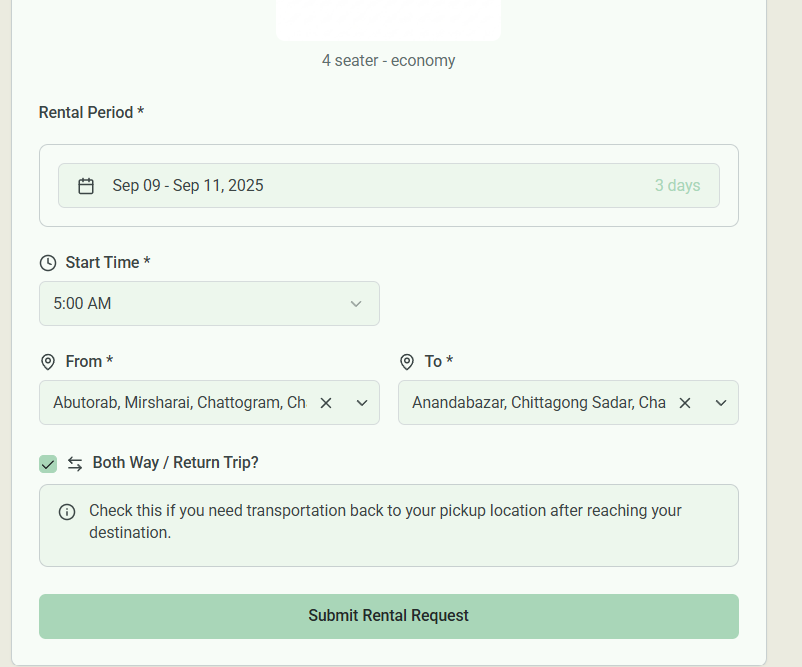 4 seater - economy
Rental Period *
Sep 09 - Sep 11, 2025
3 days
Start Time *
5:00 AM
From *
To *
Abutorab, Mirsharai, Chattogram, Ch
Anandabazar, Chittagong Sadar, Cha
Both Way / Return Trip?
Check this if you need transportation back to your pickup location after reaching your
destination.
Submit Rental Request